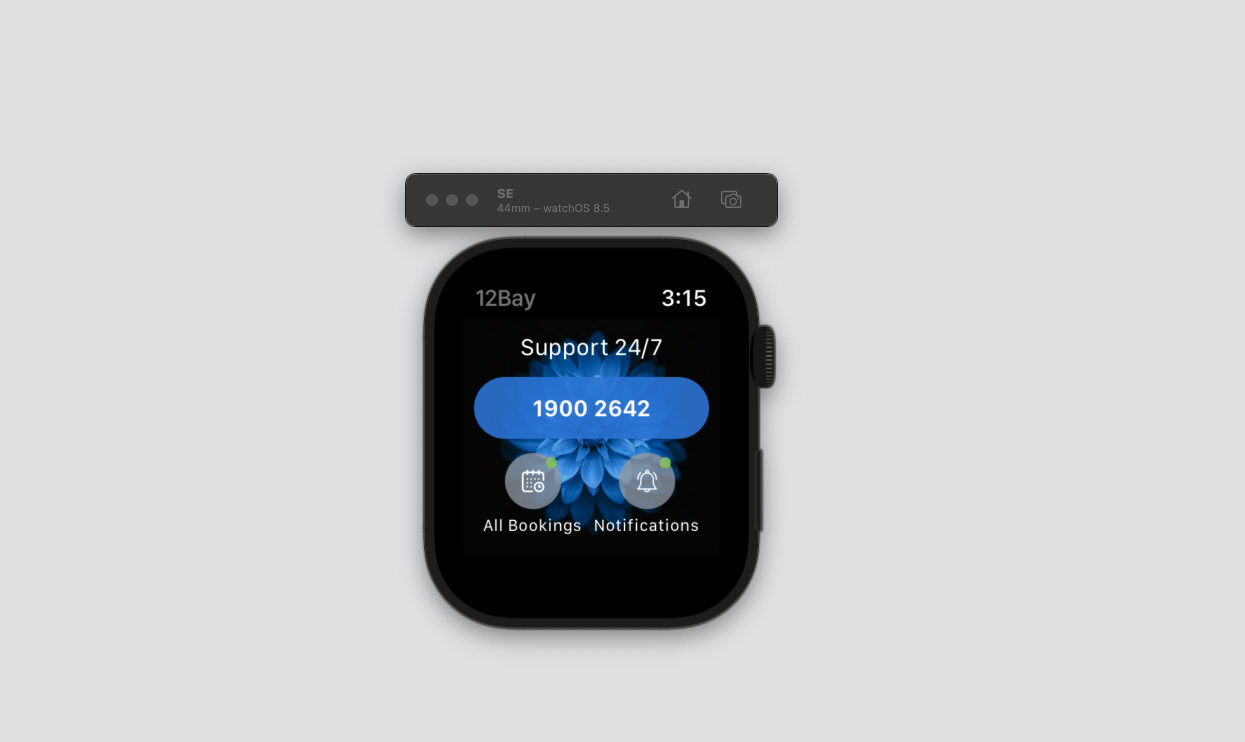 SE
44mm – watchOS 8.5
12Bay 3:15
Support 24/7
1900 2642
All Bookings Notifications